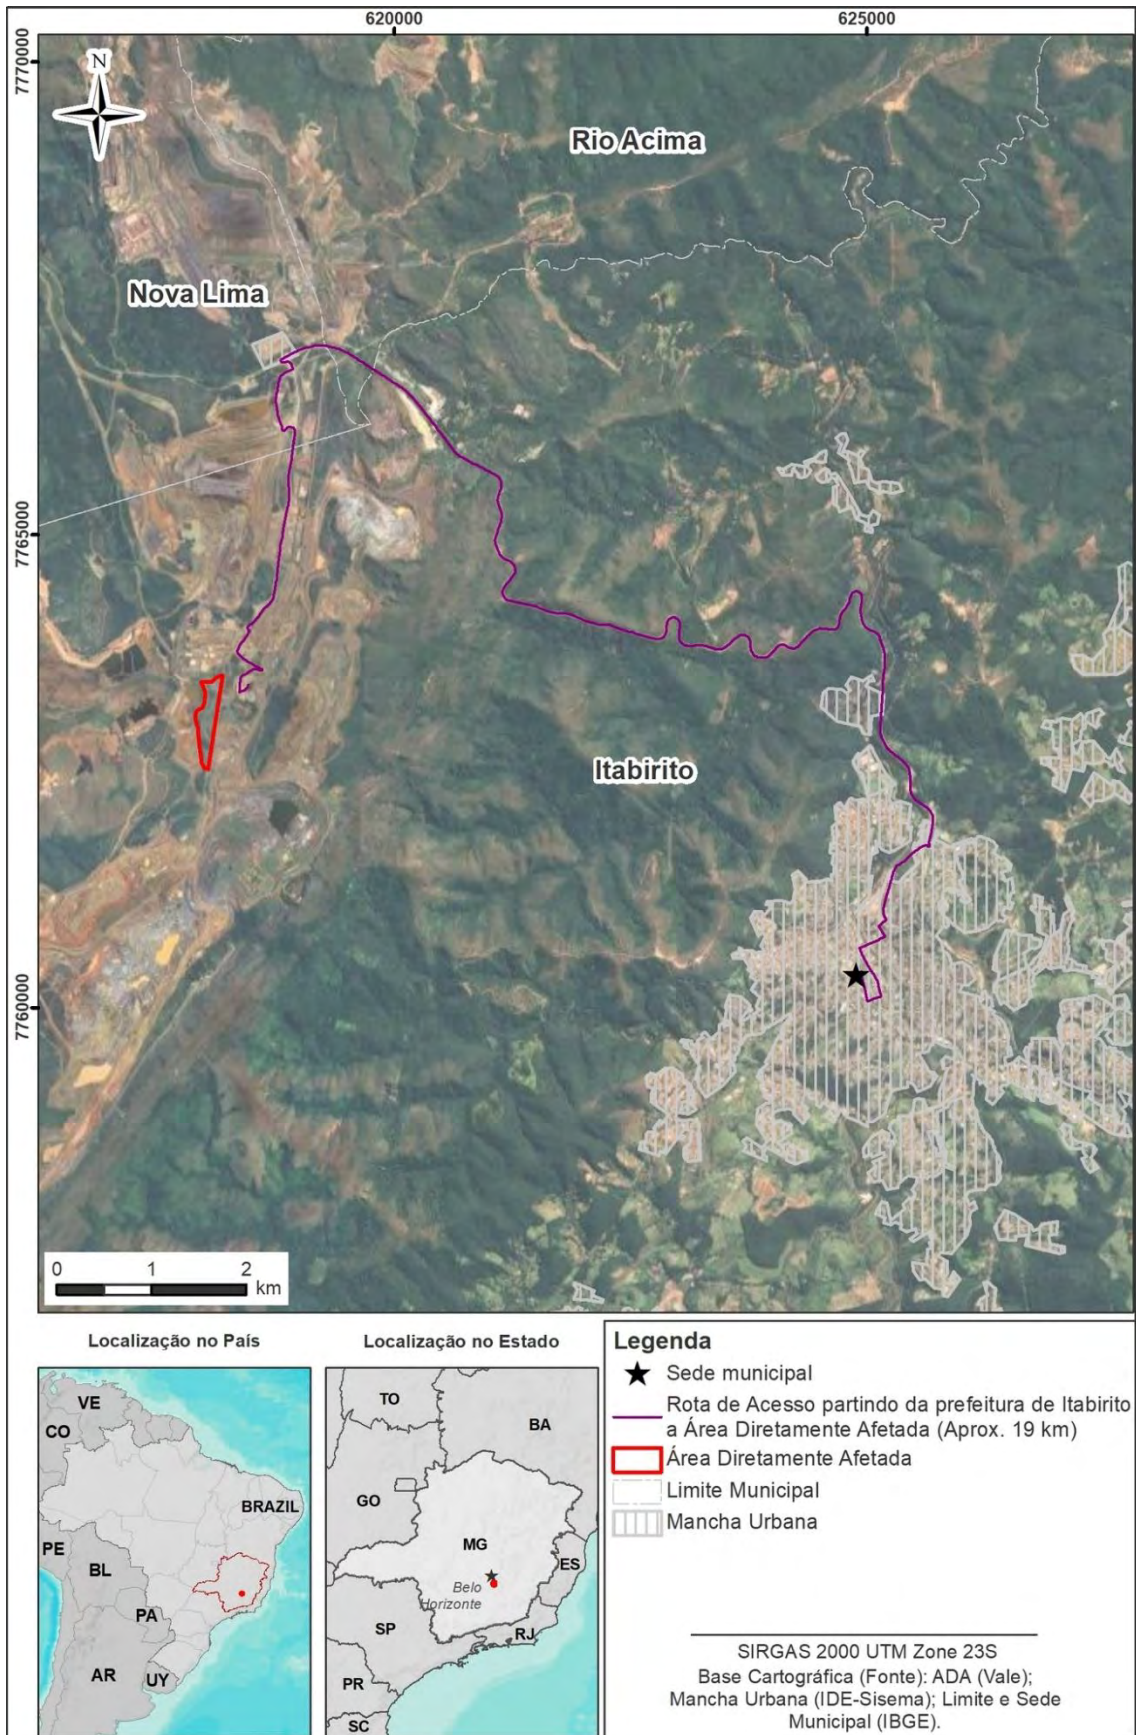 620000
625000
7770000
N
Rio Acima
Nova Lima
7765000
Itabirito
7760000
0 1 2
km
Localização no País
VE
CO
BRAZIL
PE
BL
PA
AR
UY
Localização no Estado
TO
BA
GO
MG
ES
Belo
Horizonte
SP
RJ
PR
SC
Legenda
Sede municipal
Rota de Acesso partindo da prefeitura de Itabirito
a Área Diretamente Afetada (Aprox. 19 km)
Área Diretamente Afetada
Limite Municipal
Mancha Urbana
SIRGAS 2000 UTM Zone 23S
Base Cartográfica (Fonte): ADA (Vale);
Mancha Urbana (IDE-Sisema); Limite e Sede
Municipal (IBGE).